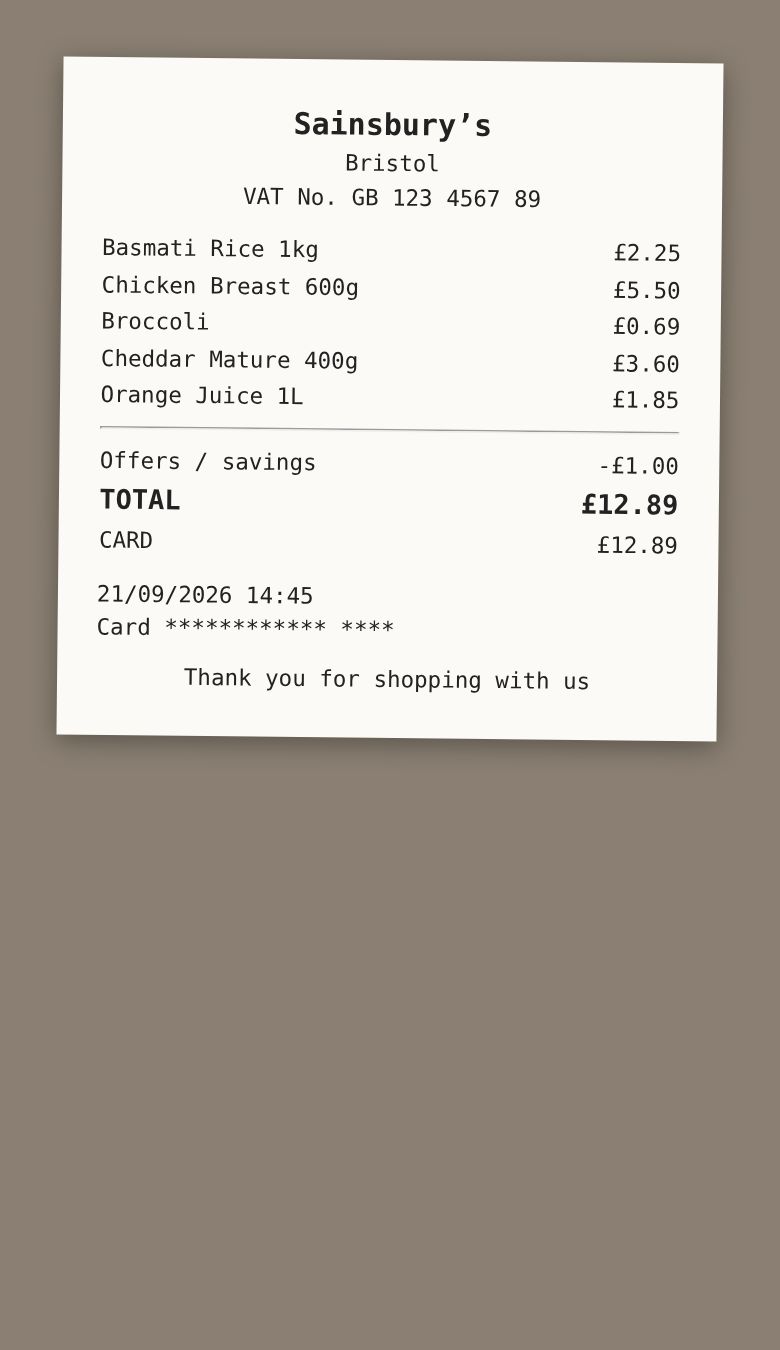 Sainsbury’s
Bristol
VAT No. GB 123 4567 89
Basmati Rice 1kg £2.25
Chicken Breast 600g £5.50
Broccoli £0.69
Cheddar Mature 400g £3.60
Orange Juice 1L £1.85
Offers / savings -£1.00
TOTAL £12.89
CARD £12.89
21/09/2026 14:45
Card ************ ****
Thank you for shopping with us